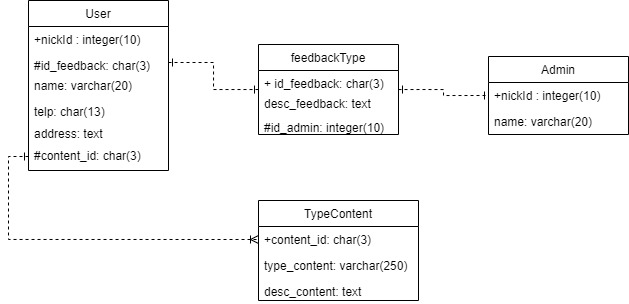 User
+nickId : integer(10)
#id_feedback: char(3)
name: varchar(20)
telp: char(13)
address: text
#content_id: char(3)
feedbackType
+ id_feedback: char(3)
desc_feedback: text
#id_admin: integer(10)
Admin
+nickId : integer(10)
name: varchar(20)
TypeContent
+content_id: char(3)
type_content: varchar(250)
desc_content: text